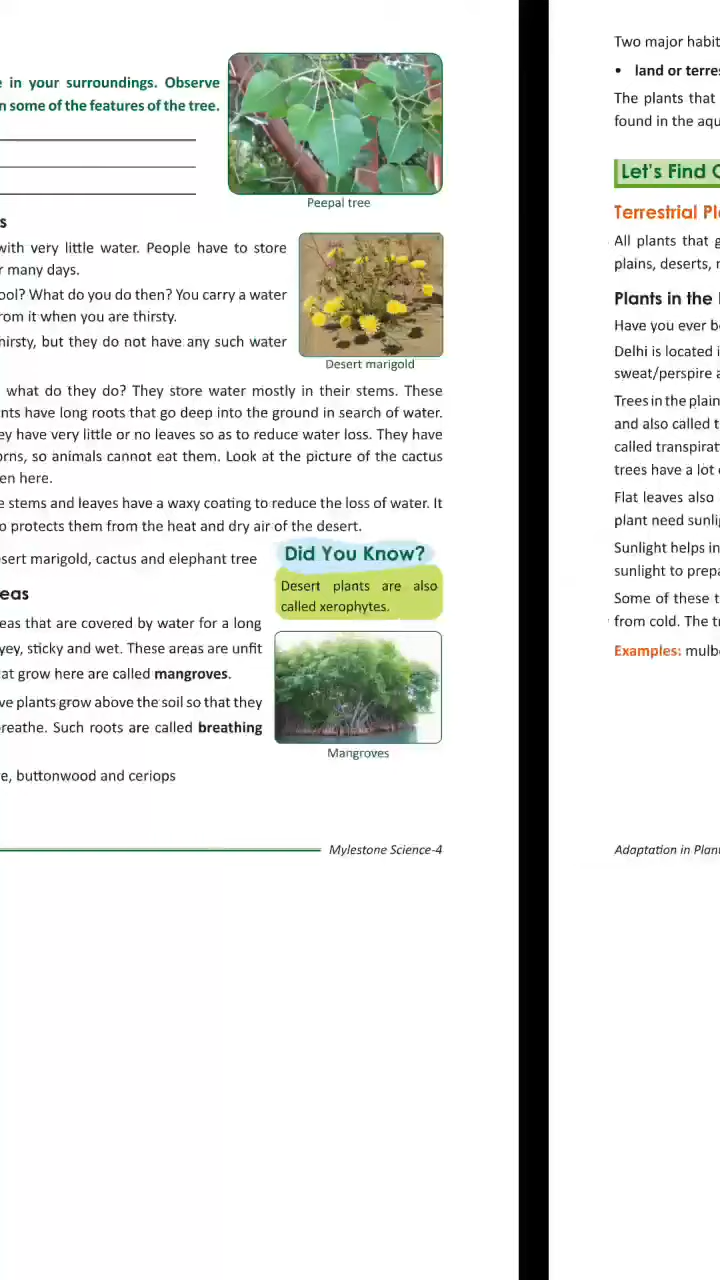 e in your surroundings. Observe
n some of the features of the tree.
Peepal tree
s
with very little water. People have to store
r many days.
ool? What do you do then? You carry a water
rom it when you are thirsty.
hirsty, but they do not have any such water
Desert marigold
what do they do? They store water mostly in their stems. These
nts have long roots that go deep into the ground in search of water.
ey have very little or no leaves so as to reduce water loss. They have
orns, so animals cannot eat them. Look at the picture of the cactus
en here.
e stems and leaves have a waxy coating to reduce the loss of water. It
o protects them from the heat and dry air of the desert.
sert marigold, cactus and elephant tree
Did You Know?
Desert plants are also
called xerophytes.
eas
eas that are covered by water for a long
yey, sticky and wet. These areas are unfit
at grow here are called mangroves.
ve plants grow above the soil so that they
breathe. Such roots are called breathing
Mangroves
e, buttonwood and ceriops
Mylestone Science-4
Two major habit
• land or terres
The plants that
found in the aqu
Let's Find O
Terrestrial Pla
All plants that g
plains, deserts, r
Plants in the
Have you ever be
Delhi is located i
sweat/perspire a
Trees in the plain
and also called t
called transpirat
trees have a lot
Flat leaves also
plant need sunlig
Sunlight helps in
sunlight to prepa
Some of these t
from cold. The tr
Examples: mulb
Adaptation in Plant